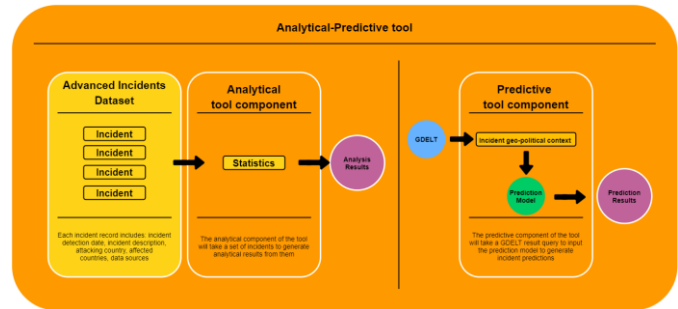 Analytical-Predictive tool
Advanced Incidents
Dataset
Incident
Incident
Incident
Incident
Each incident record includes: incident
detection date, incident description,
attacking country, affected
countries, data sources
Analytical
tool component
Statistics
The analytical component of the tool
will take a set of incidents to generate
analytical results from them
Analysis
Results
GDELT
Predictive
tool component
Incident geo-political context
Prediction
Model
The predictive component of the tool
will take a GDELT result query to input
the prediction model to generate
incident predictions
Prediction
Results